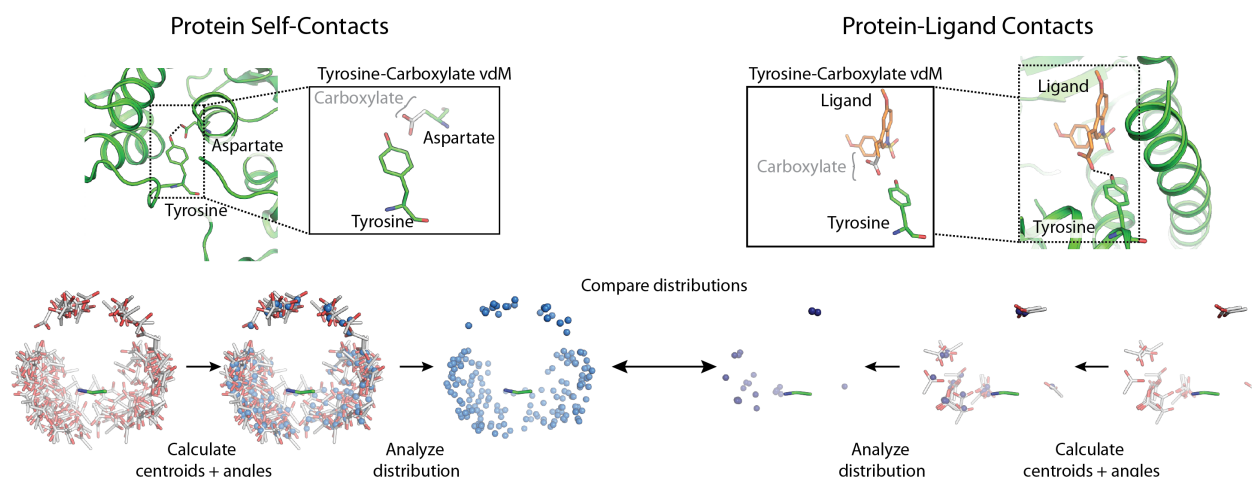 Protein Self-Contacts
Protein-Ligand Contacts
Tyrosine-Carboxylate vdM
Carboxylate
Aspartate
Tyrosine
Aspartate
Tyrosine
Tyrosine-Carboxylate vdM
Ligand
Carboxylate
Tyrosine
Ligand
Tyrosine
Compare distributions
Calculate
centroids + angles
Analyze
distribution
Analyze
distribution
Calculate
centroids + angles